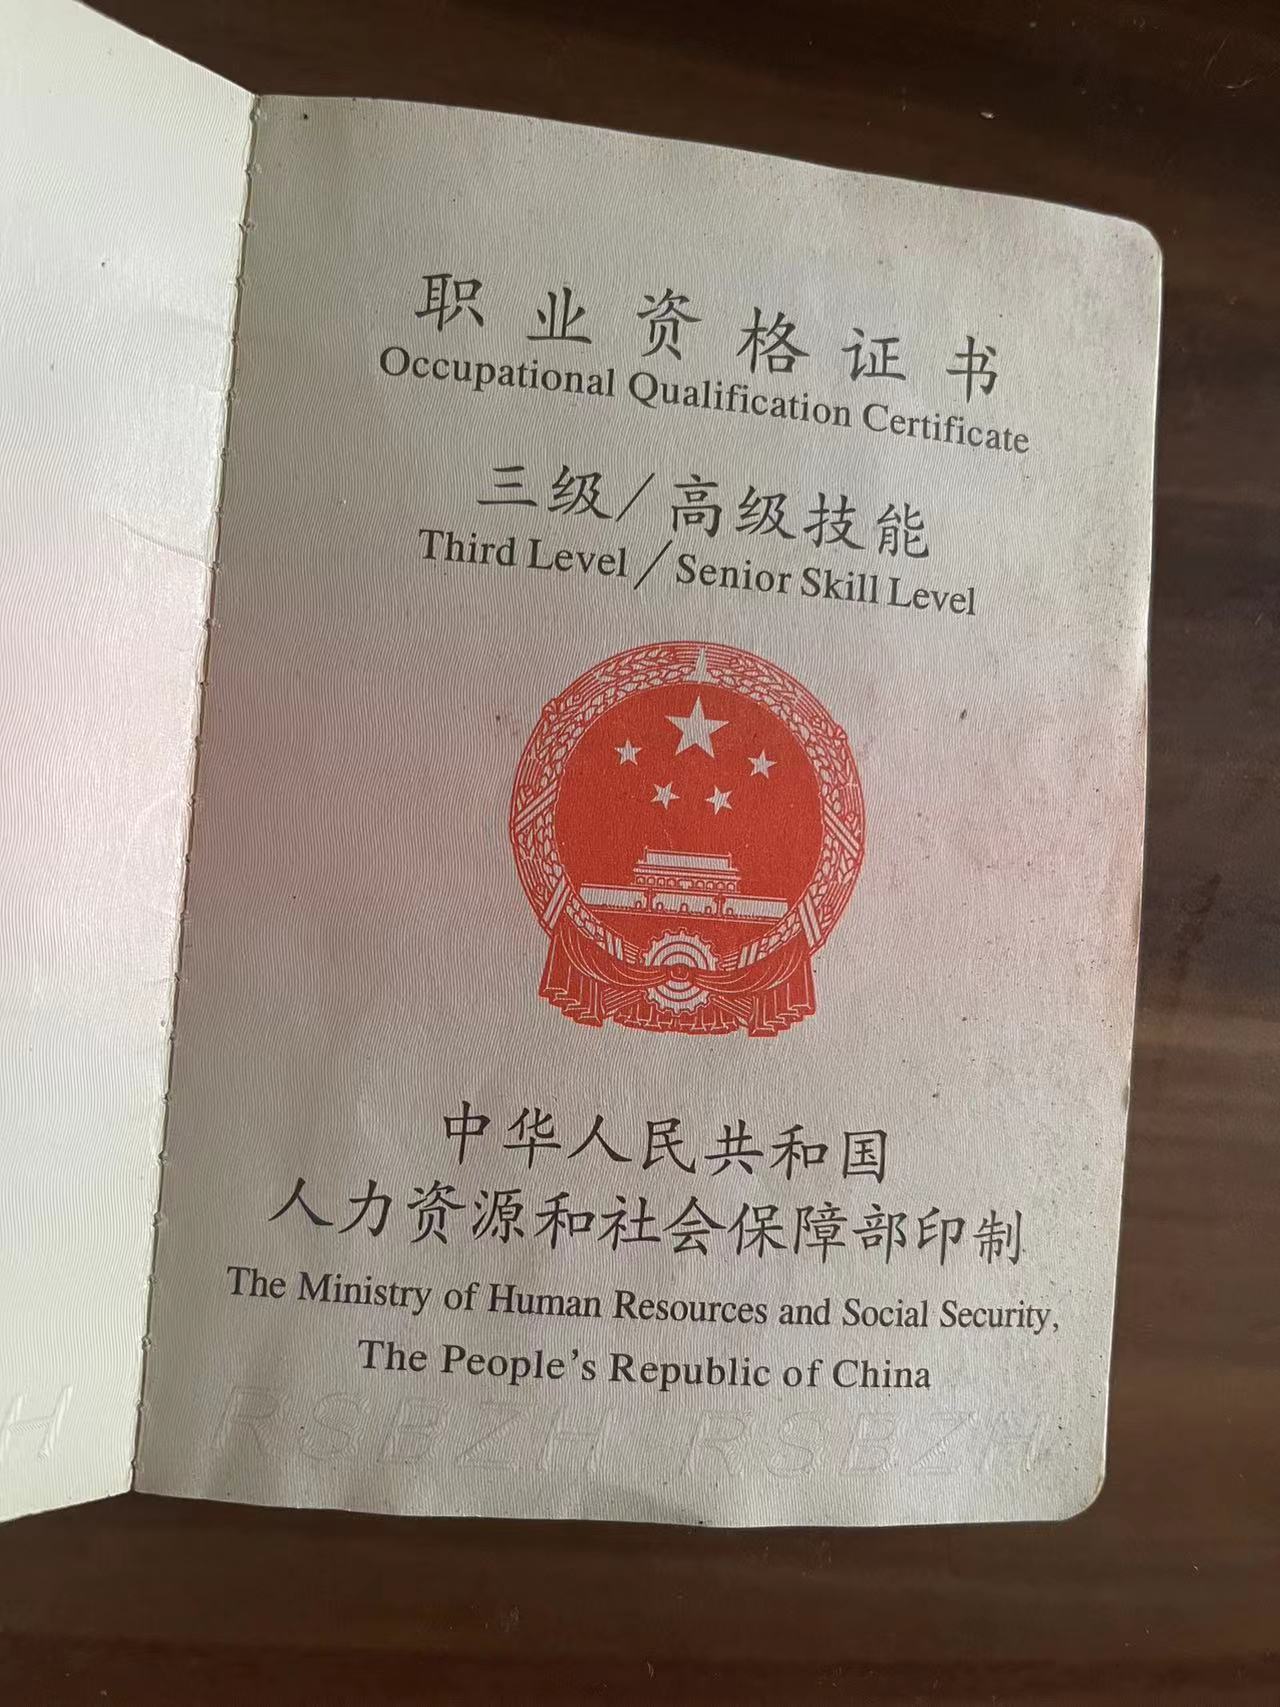 职业资格证书
Occupational Qualification Certificate
三级/高级技能
Third Level/Senior Skill Level
中华人民共和国
人力资源和社会保障部印制
The Ministry of Human Resources and Social Security,
The People's Republic of China
RSBZH RSBZH
H